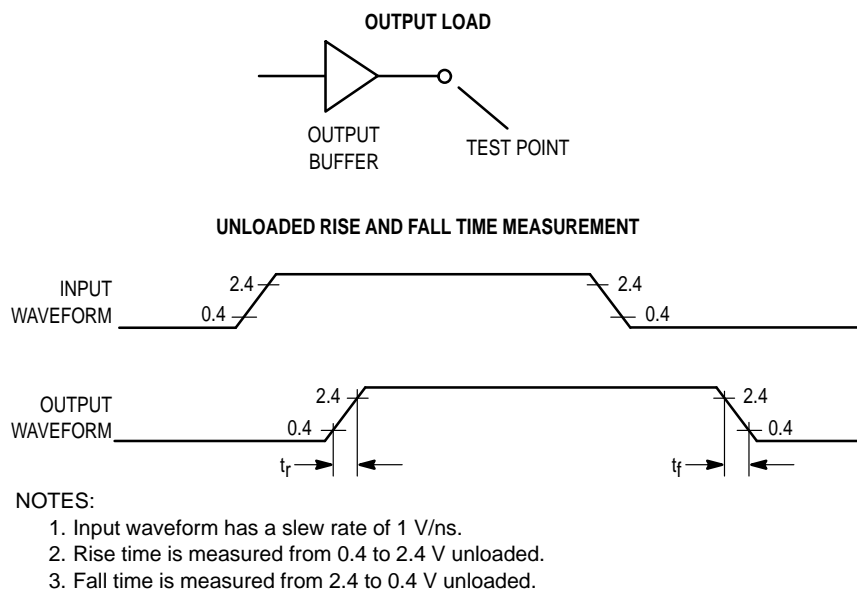 OUTPUT LOAD
OUTPUT
BUFFER
TEST POINT
UNLOADED RISE AND FALL TIME MEASUREMENT
INPUT
WAVEFORM
2.4
0.4
2.4
0.4
OUTPUT
WAVEFORM
2.4
0.4
2.4
0.4
tr
tf
NOTES:
1. Input waveform has a slew rate of 1 V/ns.
2. Rise time is measured from 0.4 to 2.4 V unloaded.
3. Fall time is measured from 2.4 to 0.4 V unloaded.